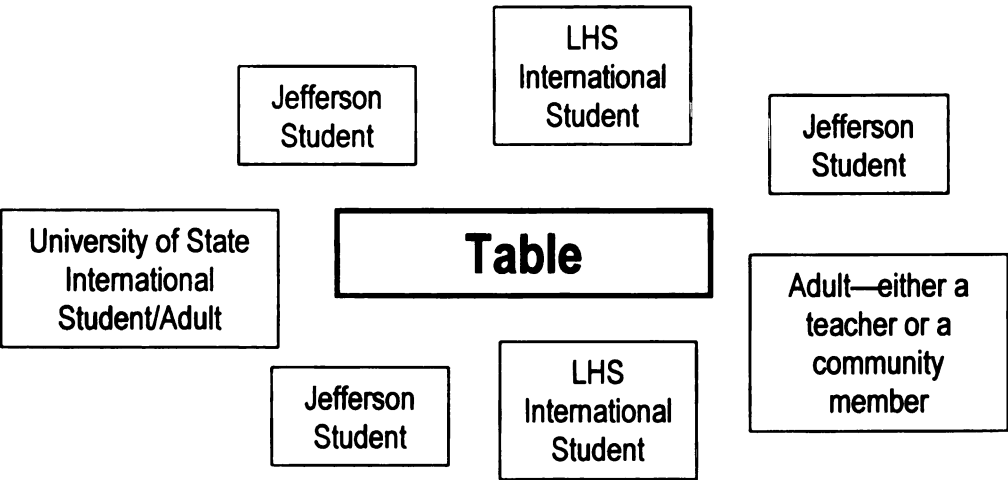 LHS
International
Student
Jefferson
Student
Jefferson
Student
University of State
International
Student/Adult
Table
Adult—either a
teacher or a
community
member
Jefferson
Student
LHS
International
Student